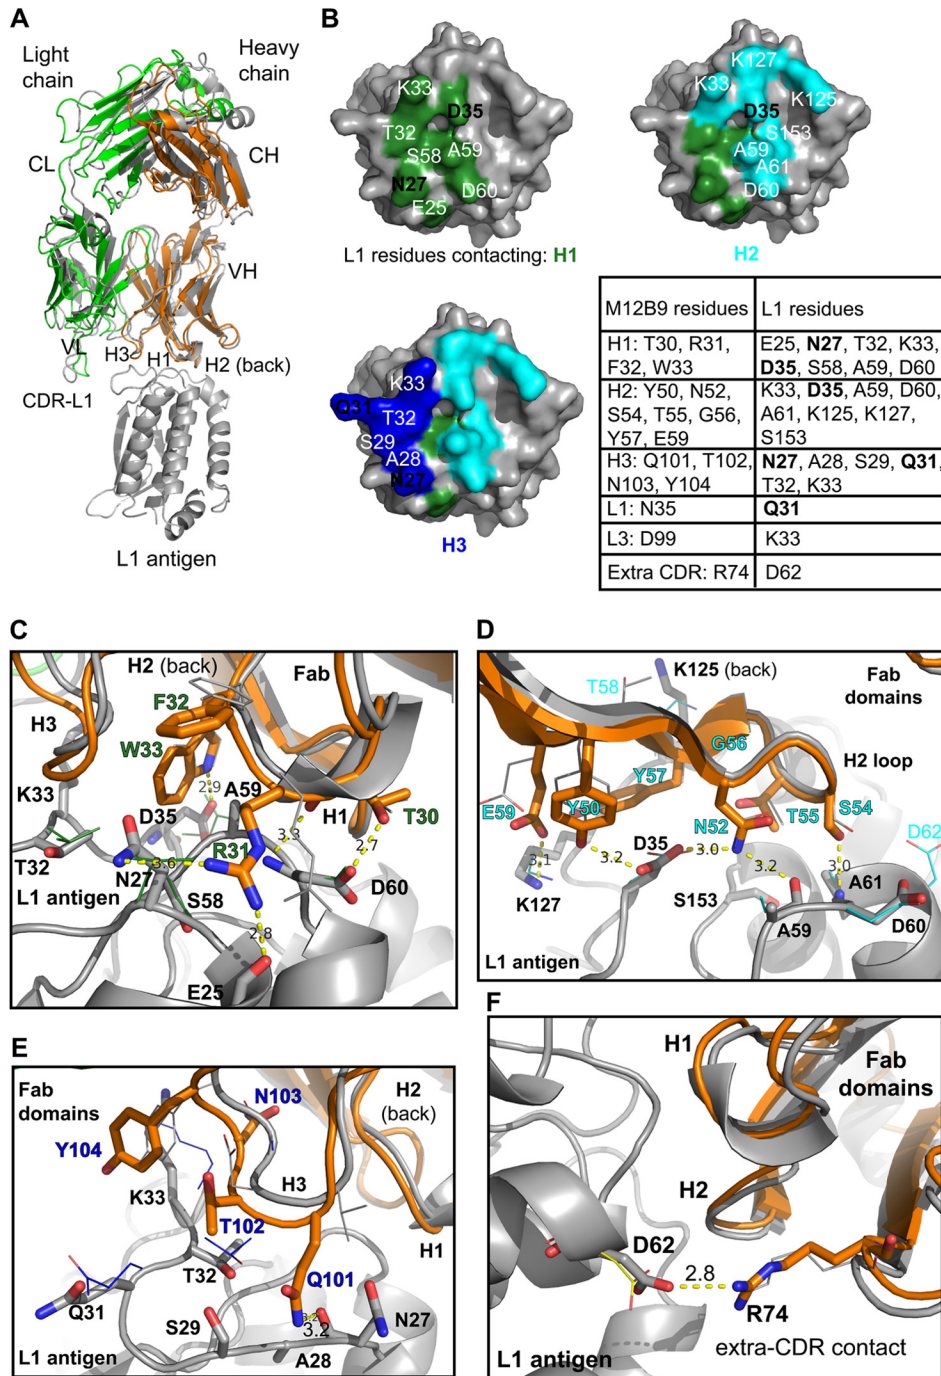 A
Light chain
Heavy chain
CL
CH
VH
VL
H3
H1
H2 (back)
CDR-L1
L1 antigen
B
K33
D35
T32
S58
A59
N27
E25
D60
L1 residues contacting: H1
K127
K33
K125
D35
S153
A59
A61
D60
H2
K33
Q31
T32
S29
A28
N27
H3
M12B9 residues
L1 residues
H1: T30, R31, F32, W33
E25, N27, T32, K33, D35, S58, A59, D60
H2: Y50, N52, S54, T55, G56, Y57, E59
K33, D35, A59, D60, A61, K125, K127, S153
H3: Q101, T102, N103, Y104
N27, A28, S29, Q31, T32, K33
L1: N35
Q31
L3: D99
K33
Extra CDR: R74
D62
C
H2 (back)
Fab
F32
H3
W33
K33
2.9
A59
D35
H1
T30
3.3
T32
R31
2.7
3.6
N27
D60
L1 antigen
S58
2.8
E25
D
K125 (back)
T58
Fab domains
G56
H2 loop
Y57
E59
Y50
T55
S54
N52
D35
D62
3.1
3.2
3.0
3.0
3.2
A61
K127
S153
A59
D60
L1 antigen
E
Fab domains
N103
H2 (back)
Y104
H3
K33
T102
H1
T32
Q101
Q31
S29
N27
3.2
A28
L1 antigen
F
H1
Fab domains
H2
D62
2.8
R74
L1 antigen
extra-CDR contact